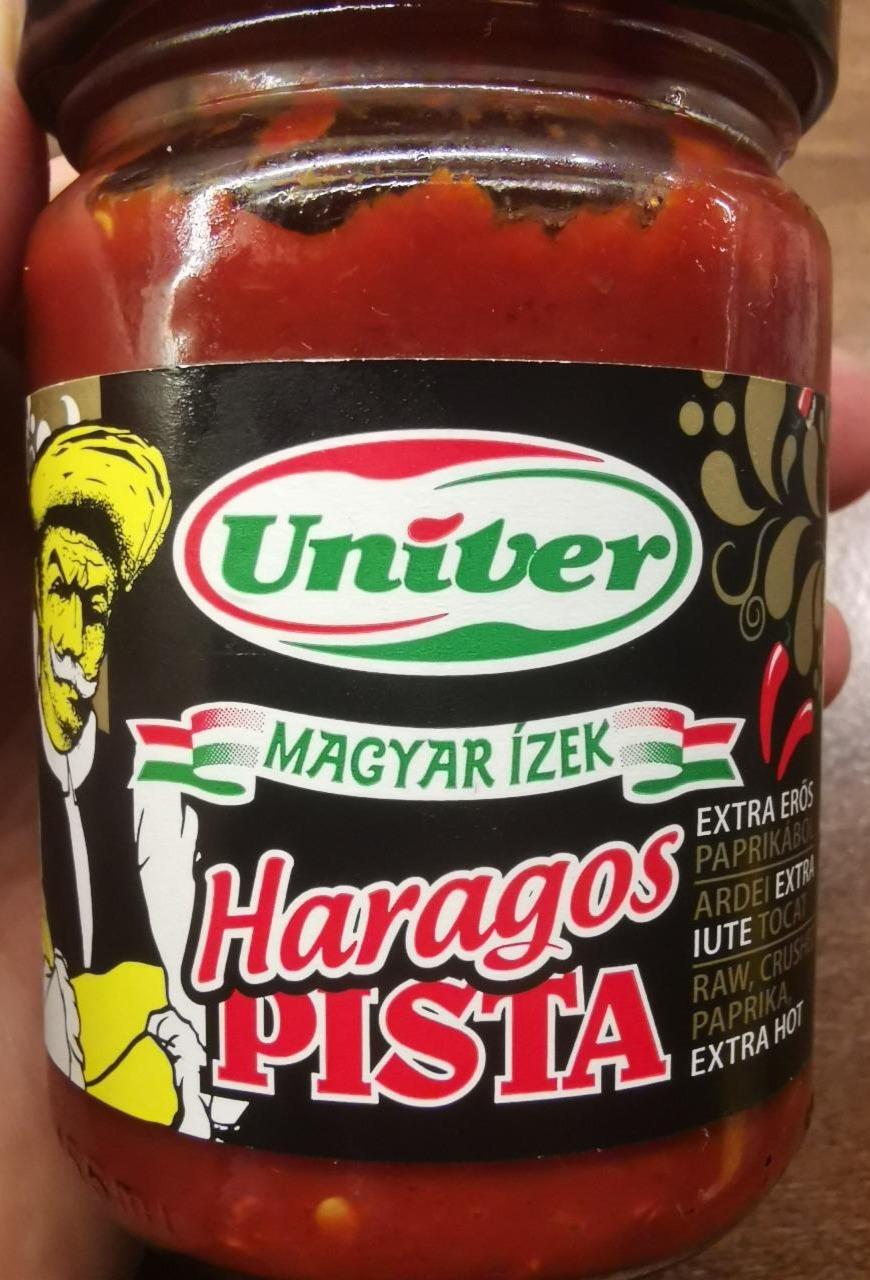 Univer
MAGYAR ÍZEK
Haragos
PISTA
EXTRA ERŐS
PAPRIKÁBÓL
ARDEI EXTRA
IUTE TOCAT
RAW, CRUSHED
PAPRIKA,
EXTRA HOT